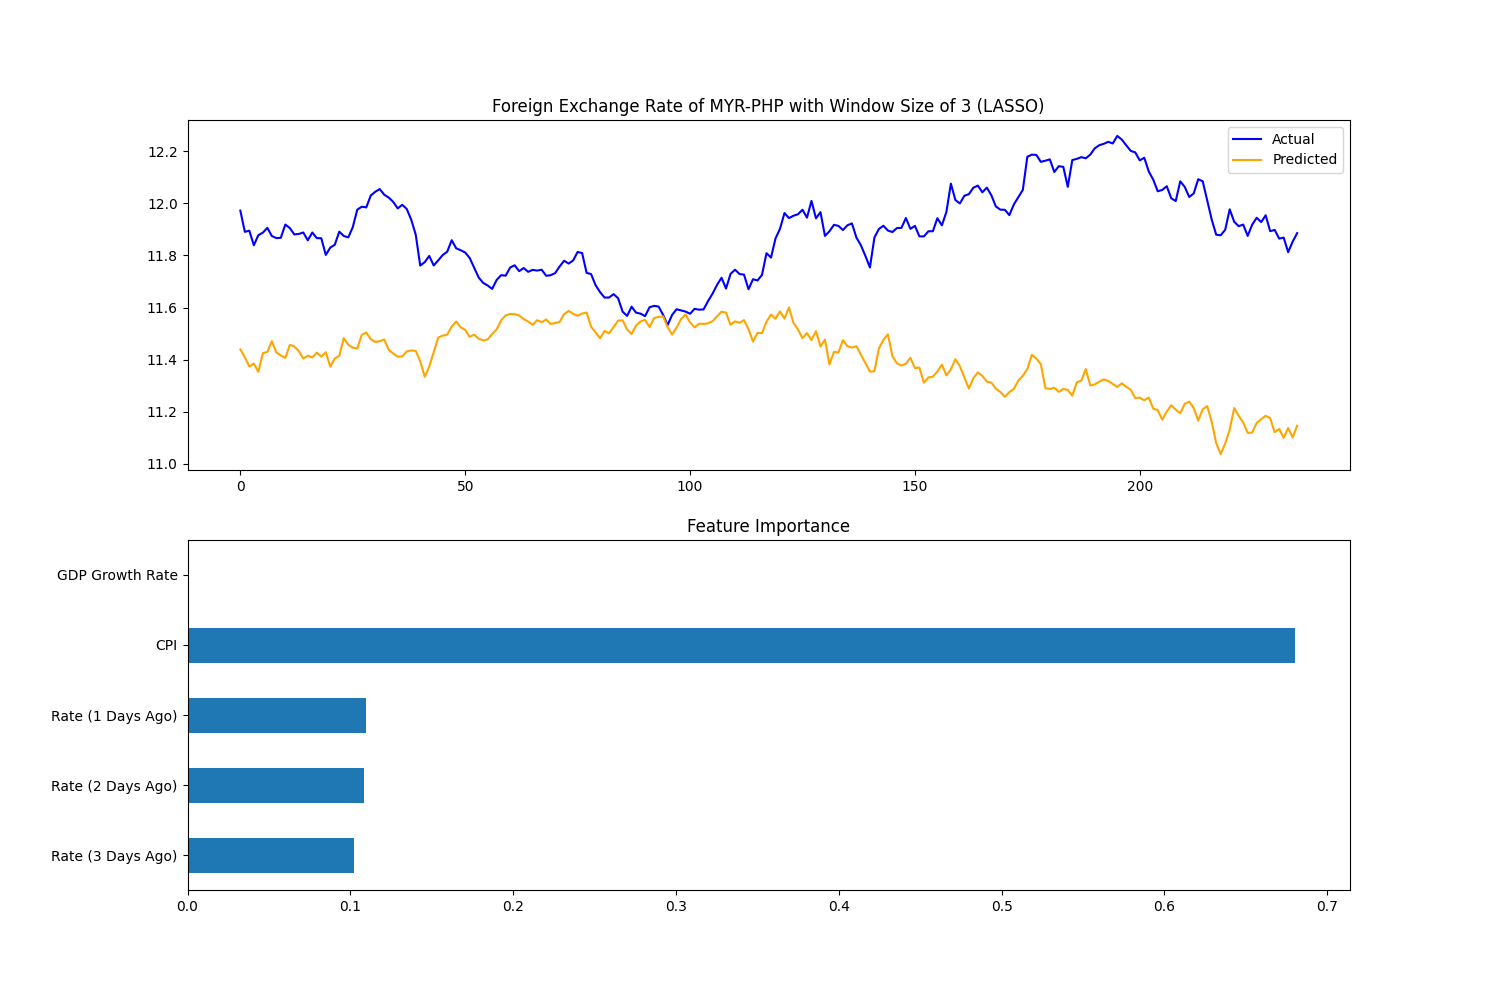 Foreign Exchange Rate of MYR-PHP with Window Size of 3 (LASSO)
Actual
Predicted
12.2
12.0
11.8
11.6
11.4
11.2
11.0
0 50 100 150 200
Feature Importance
GDP Growth Rate
CPI
Rate (1 Days Ago)
Rate (2 Days Ago)
Rate (3 Days Ago)
0.0 0.1 0.2 0.3 0.4 0.5 0.6 0.7